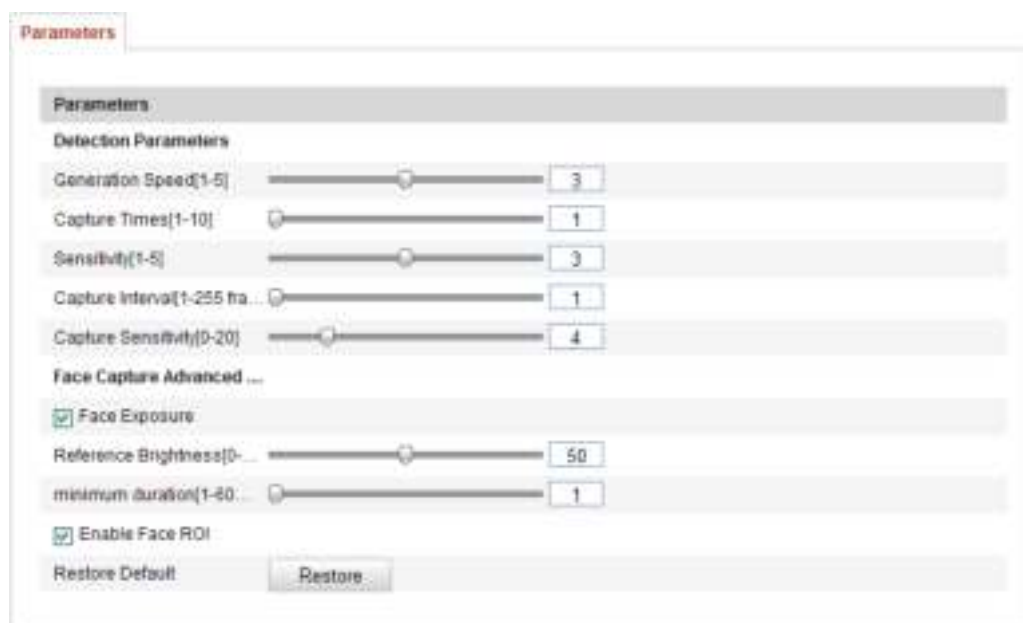 Parameters
Parameters
Detection Parameters
Generation Speed[1-5] 3
Capture Times[1-10] 1
Sensitivity[1-5] 3
Capture Interval[1-255 fra... 1
Capture Sensitivity[0-20] 4
Face Capture Advanced ...
Face Exposure
Reference Brightness[0-... 50
minimum duration[1-60... 1
Enable Face ROI
Restore Default Restore